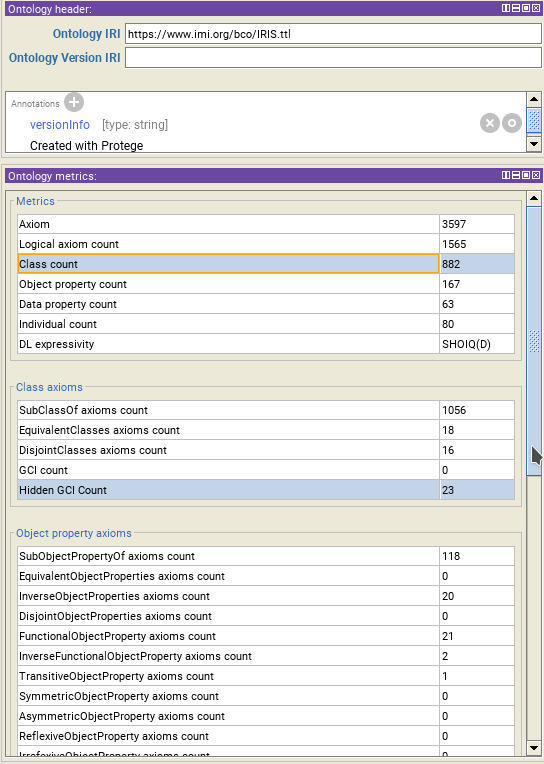 Ontology header:
Ontology IRI https://www.imi.org/bco/IRIS.ttl
Ontology Version IRI
Annotations
versionInfo [type: string]
Created with Protege
Ontology metrics:
Metrics
Axiom 3597
Logical axiom count 1565
Class count 882
Object property count 167
Data property count 63
Individual count 80
DL expressivity SHOIQ(D)
Class axioms
SubClassOf axioms count 1056
EquivalentClasses axioms count 18
DisjointClasses axioms count 16
GCI count 0
Hidden GCI Count 23
Object property axioms
SubObjectPropertyOf axioms count 118
EquivalentObjectProperties axioms count 0
InverseObjectProperties axioms count 20
DisjointObjectProperties axioms count 0
FunctionalObjectProperty axioms count 21
InverseFunctionalObjectProperty axioms count 2
TransitiveObjectProperty axioms count 1
SymmetricObjectProperty axioms count 0
AsymmetricObjectProperty axioms count 0
ReflexiveObjectProperty axioms count 0
IrrefexiveObjectProperty axioms count 0